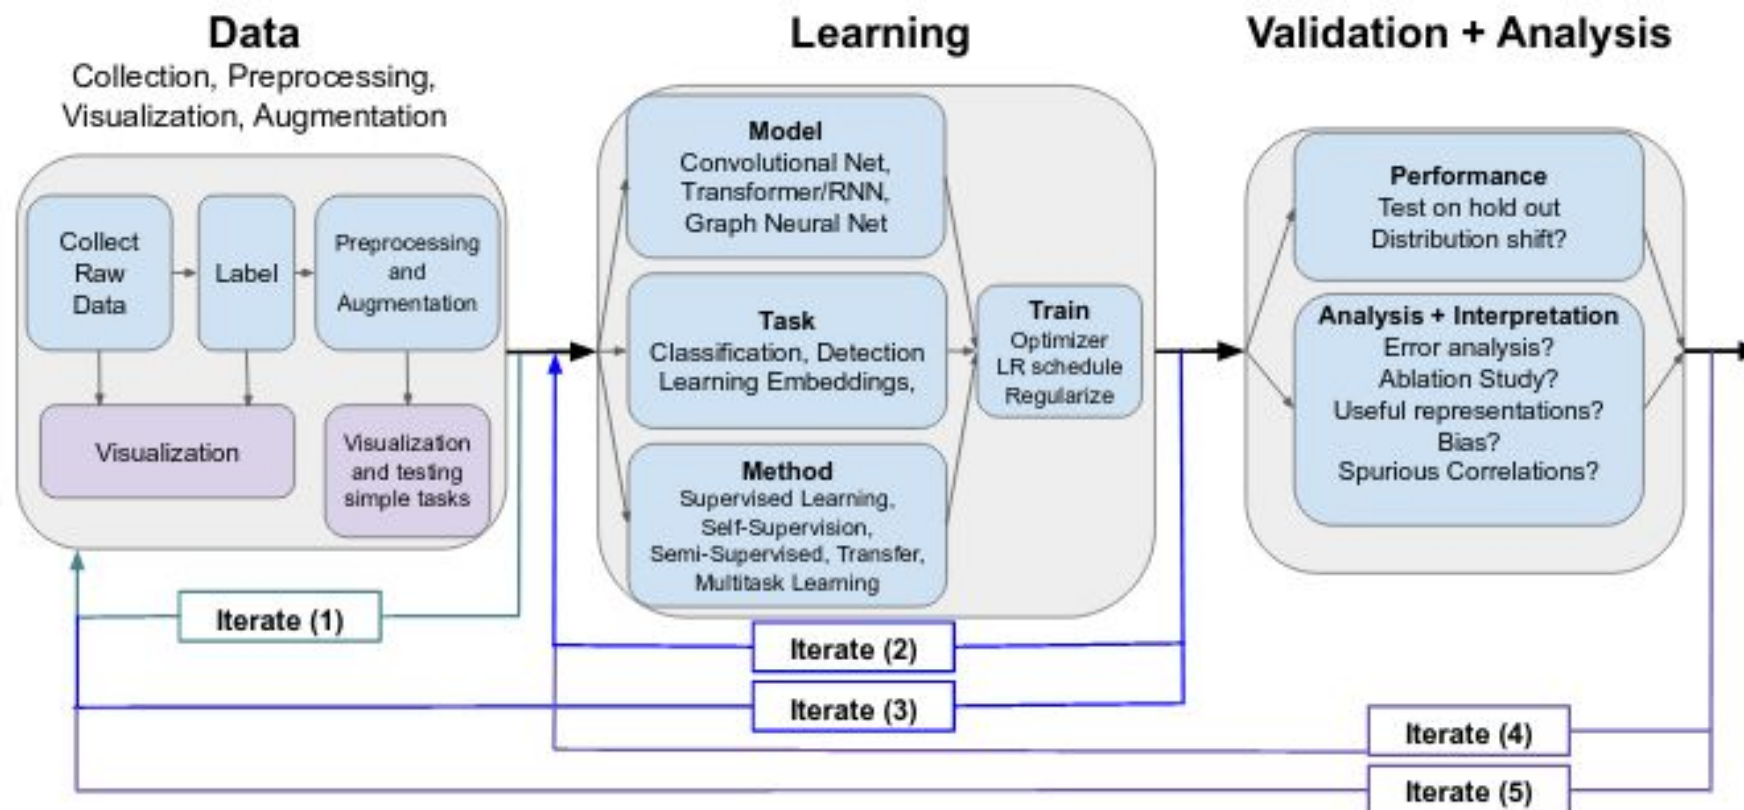 Data
Collection, Preprocessing,
Visualization, Augmentation
Collect
Raw
Data
Label
Preprocessing
and
Augmentation
Visualization
Visualization
and testing
simple tasks
Iterate (1)
Learning
Model
Convolutional Net,
Transformer/RNN,
Graph Neural Net
Task
Classification, Detection
Learning Embeddings,
Method
Supervised Learning,
Self-Supervision,
Semi-Supervised, Transfer,
Multitask Learning
Train
Optimizer
LR schedule
Regularize
Iterate (2)
Iterate (3)
Validation + Analysis
Performance
Test on hold out
Distribution shift?
Analysis + Interpretation
Error analysis?
Ablation Study?
Useful representations?
Bias?
Spurious Correlations?
Iterate (4)
Iterate (5)